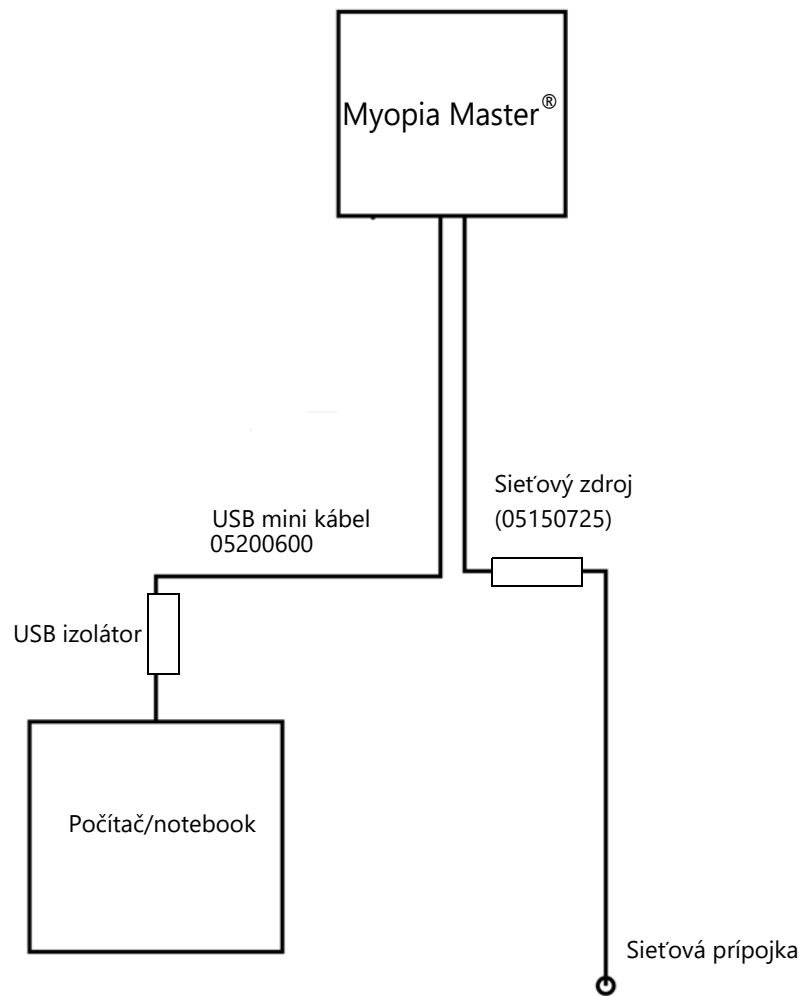 Myopia Master®
Sieťový zdroj
(05150725)
USB mini kábel
05200600
USB izolátor
Počítač/notebook
Sieťová prípojka